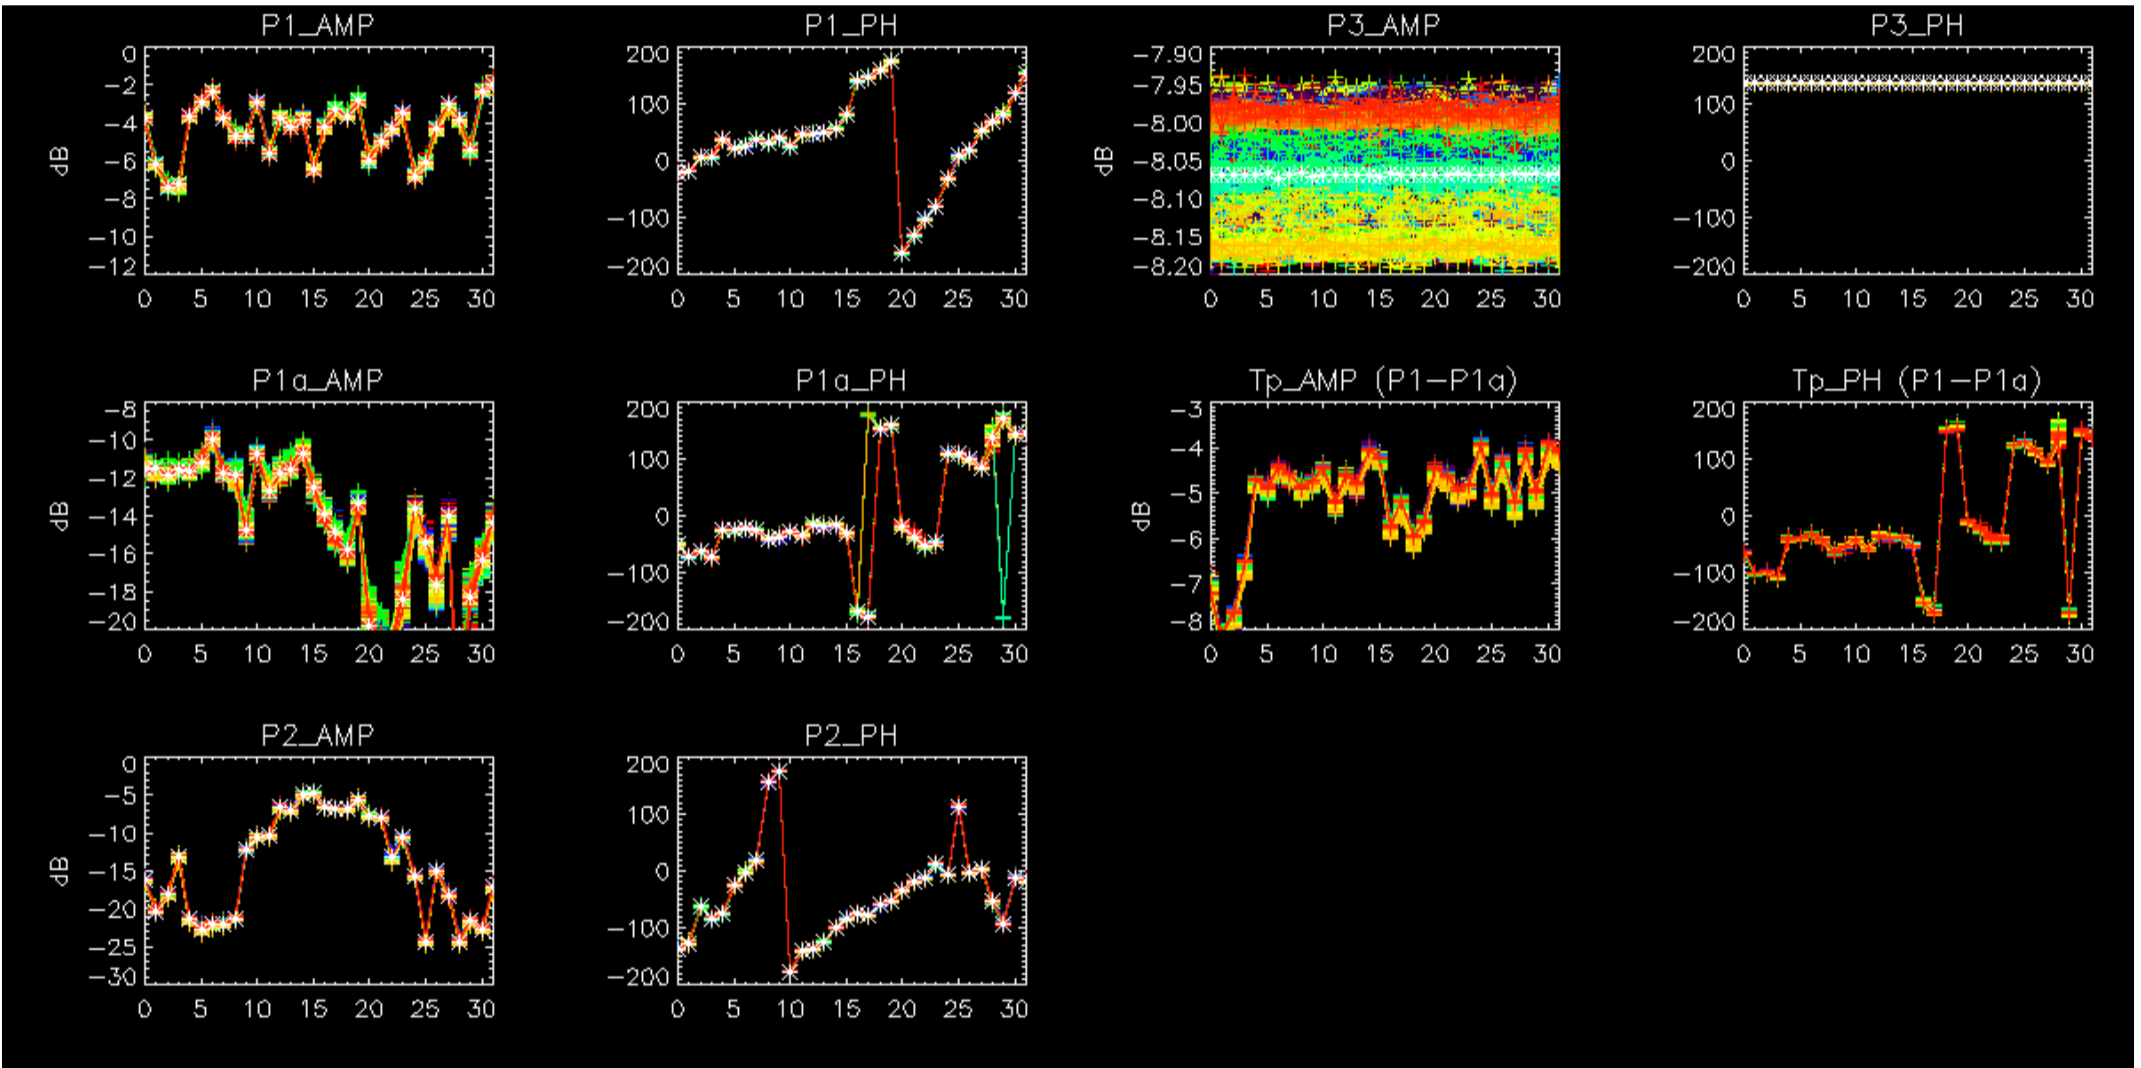 P1_AMP P1_PH P3_AMP P3_PH
0 200 −7.90 200
−2 100 −7.95 100
−4 0 −8.00 0
−6 −100 −8.05 −100
−8 −200 −8.10 −200
−10 −8.15
−12 −8.20
dB dB
0 5 10 15 20 25 30 0 5 10 15 20 25 30 0 5 10 15 20 25 30 0 5 10 15 20 25 30
P1a_AMP P1a_PH Tp_AMP (P1−P1a) Tp_PH (P1−P1a)
−8 200 −3 200
−10 100 −4 100
−12 0 −5 0
−14 −100 −6 −100
−16 −200 −7 −200
−18 −8
−20
dB dB
0 5 10 15 20 25 30 0 5 10 15 20 25 30 0 5 10 15 20 25 30 0 5 10 15 20 25 30
P2_AMP P2_PH
0 200
−5 100
−10 0
−15 −100
−20 −200
−25
−30
dB
0 5 10 15 20 25 30 0 5 10 15 20 25 30